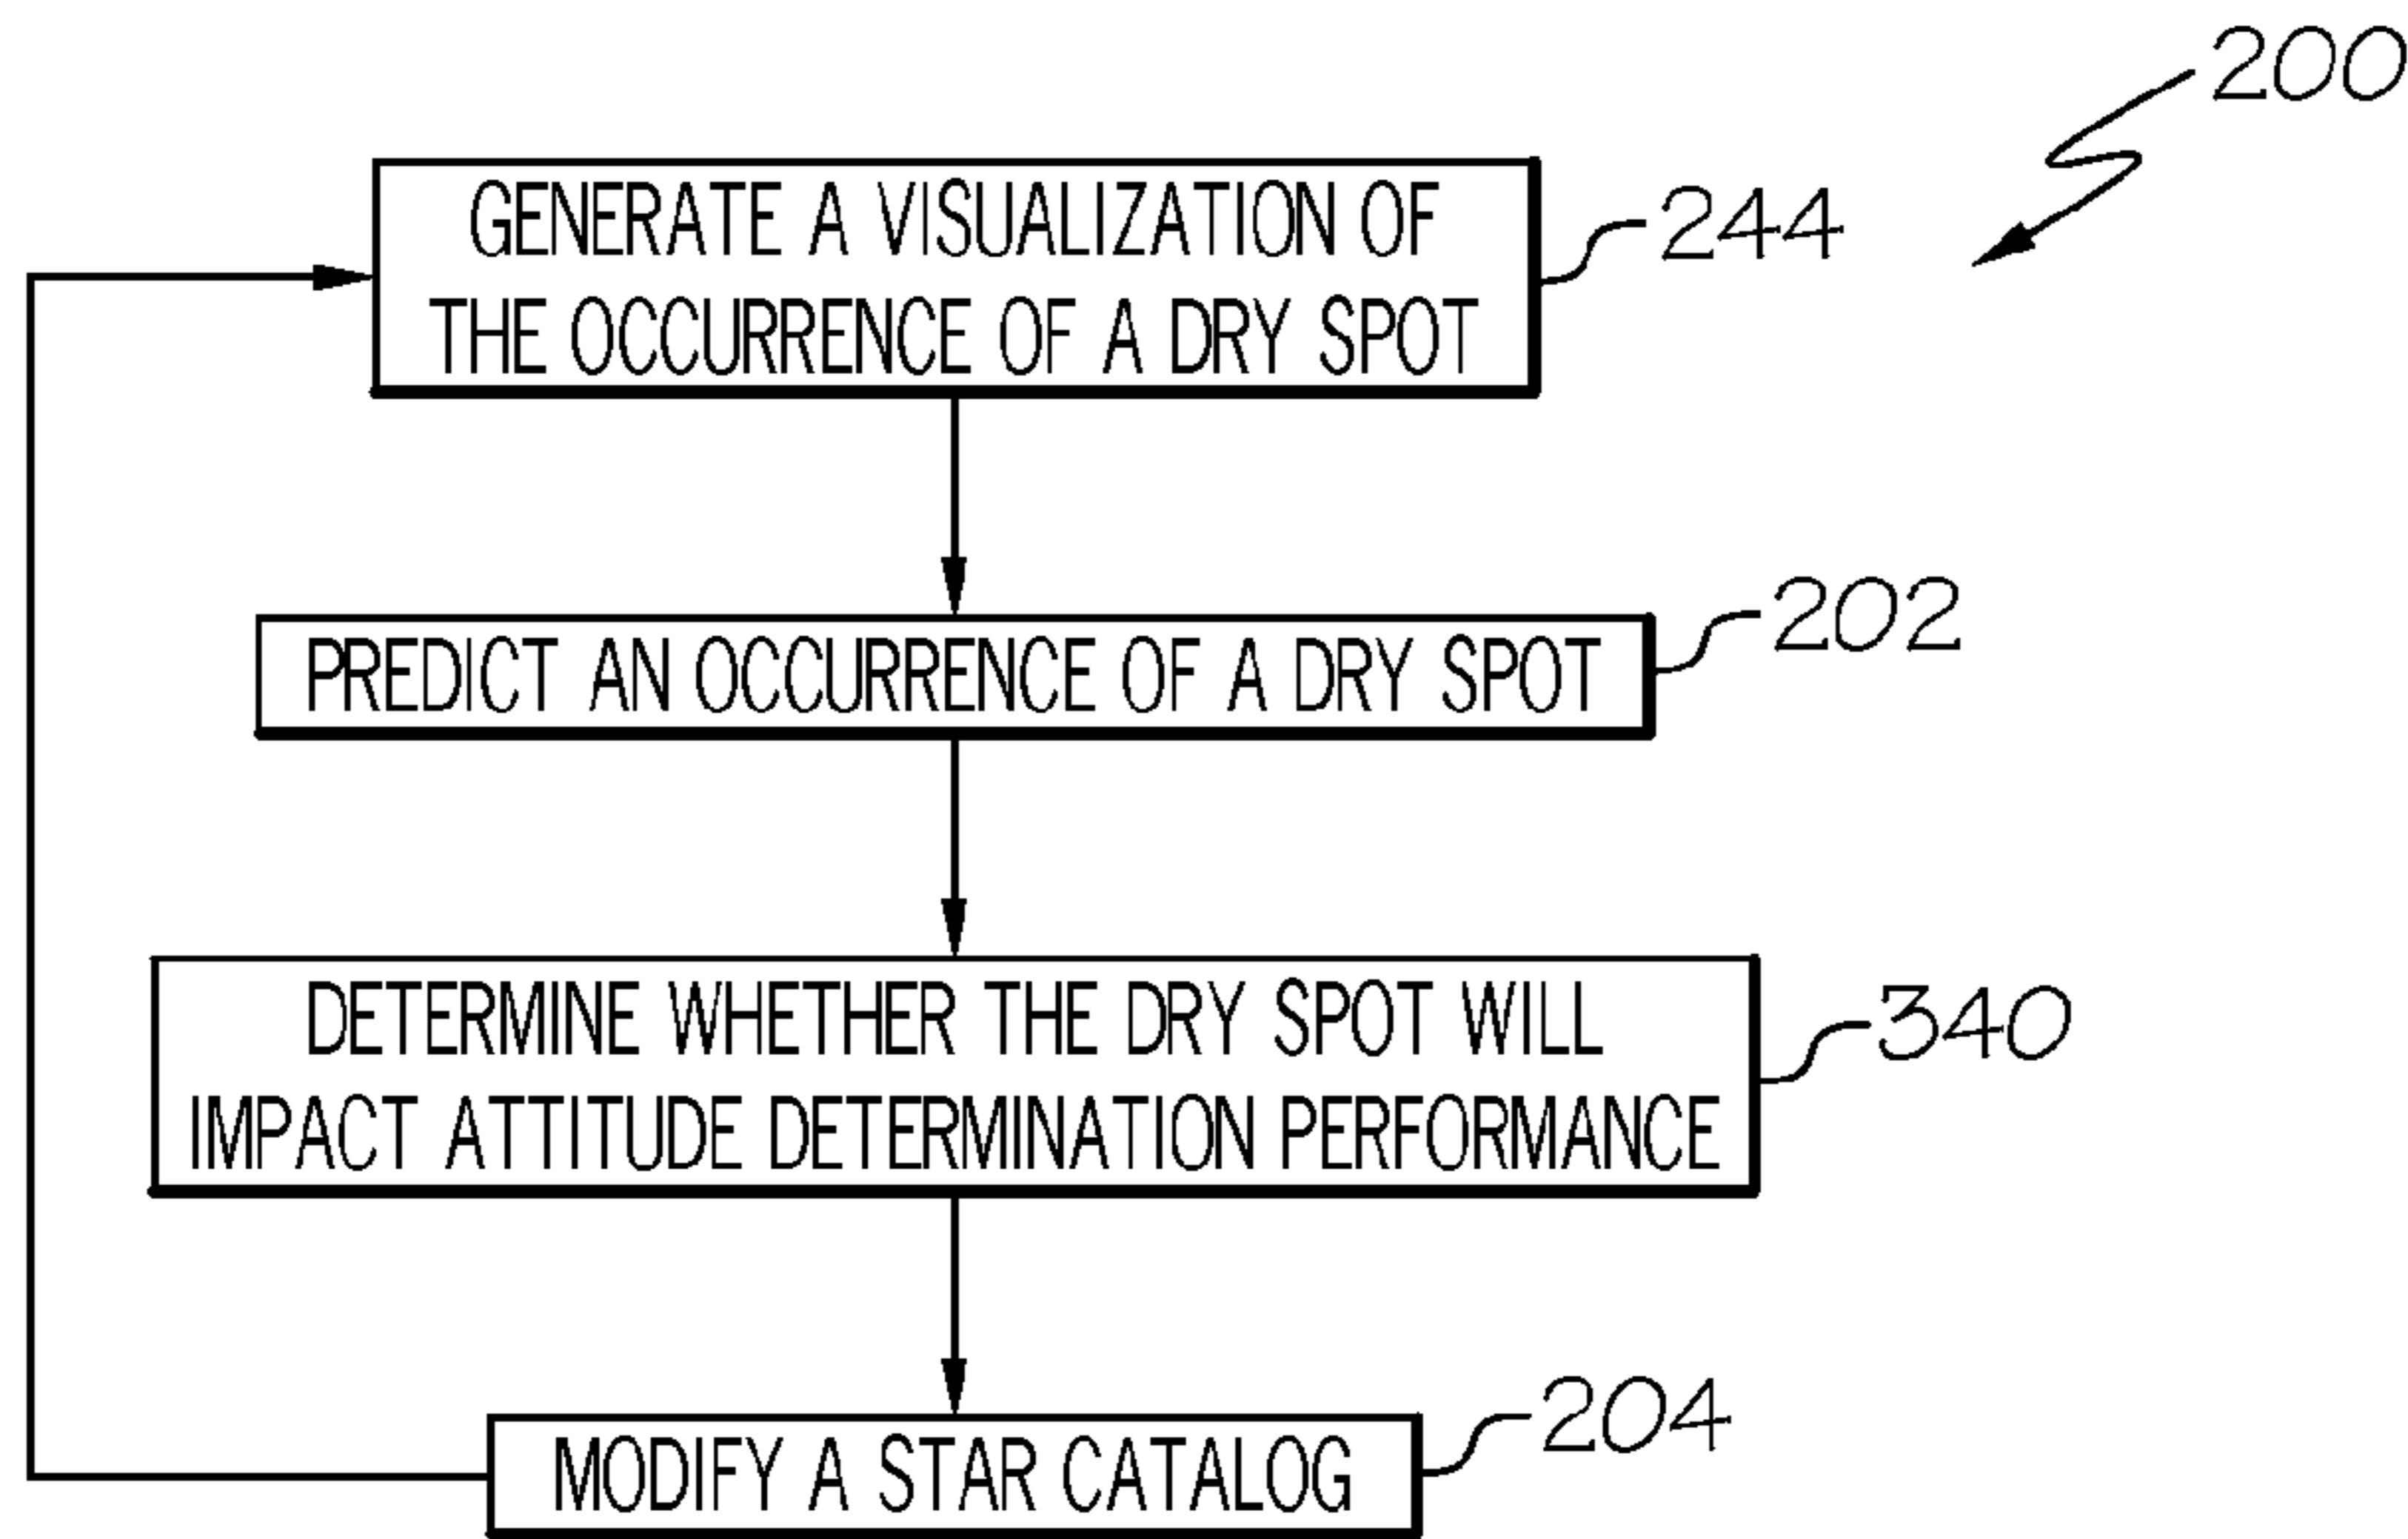 200
GENERATE A VISUALIZATION OF
THE OCCURRENCE OF A DRY SPOT
244
PREDICT AN OCCURRENCE OF A DRY SPOT
202
DETERMINE WHETHER THE DRY SPOT WILL
IMPACT ATTITUDE DETERMINATION PERFORMANCE
340
MODIFY A STAR CATALOG
204